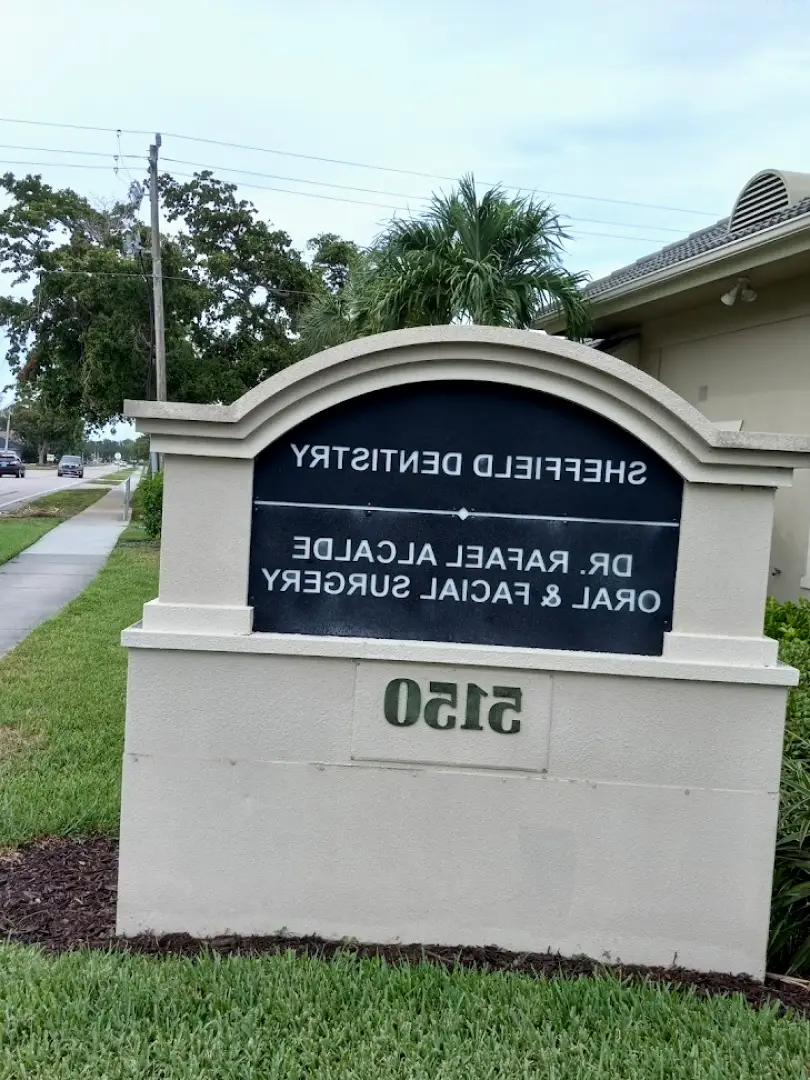 SHEFFIELD DENTISTRY
DR. RAFAEL ALCALDE
ORAL & FACIAL SURGERY
5150